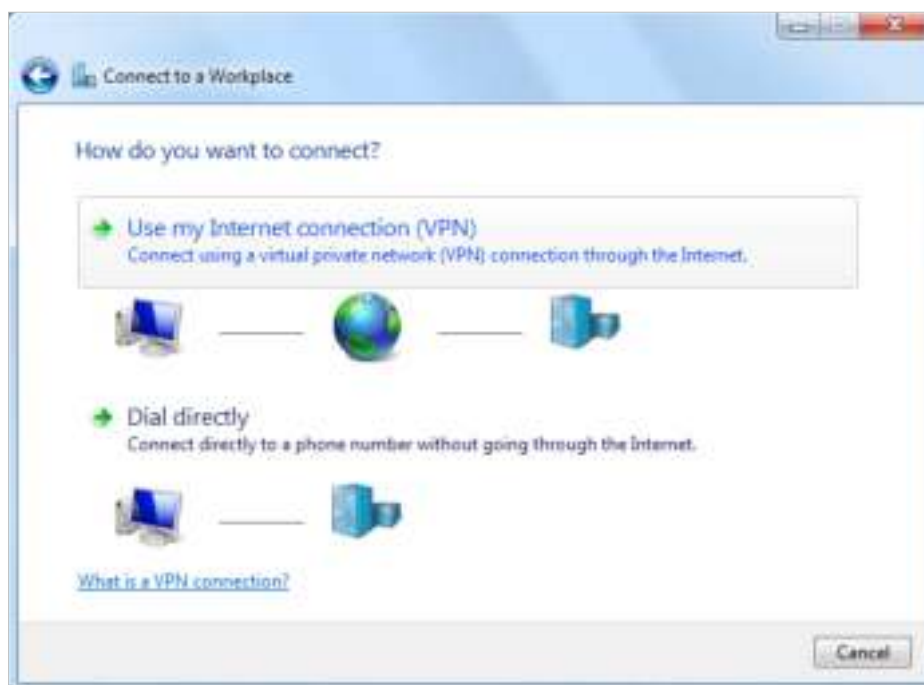 Connect to a Workplace
How do you want to connect?
Use my Internet connection (VPN)
Connect using a virtual private network (VPN) connection through the Internet.
Dial directly
Connect directly to a phone number without going through the Internet.
What is a VPN connection?
Cancel